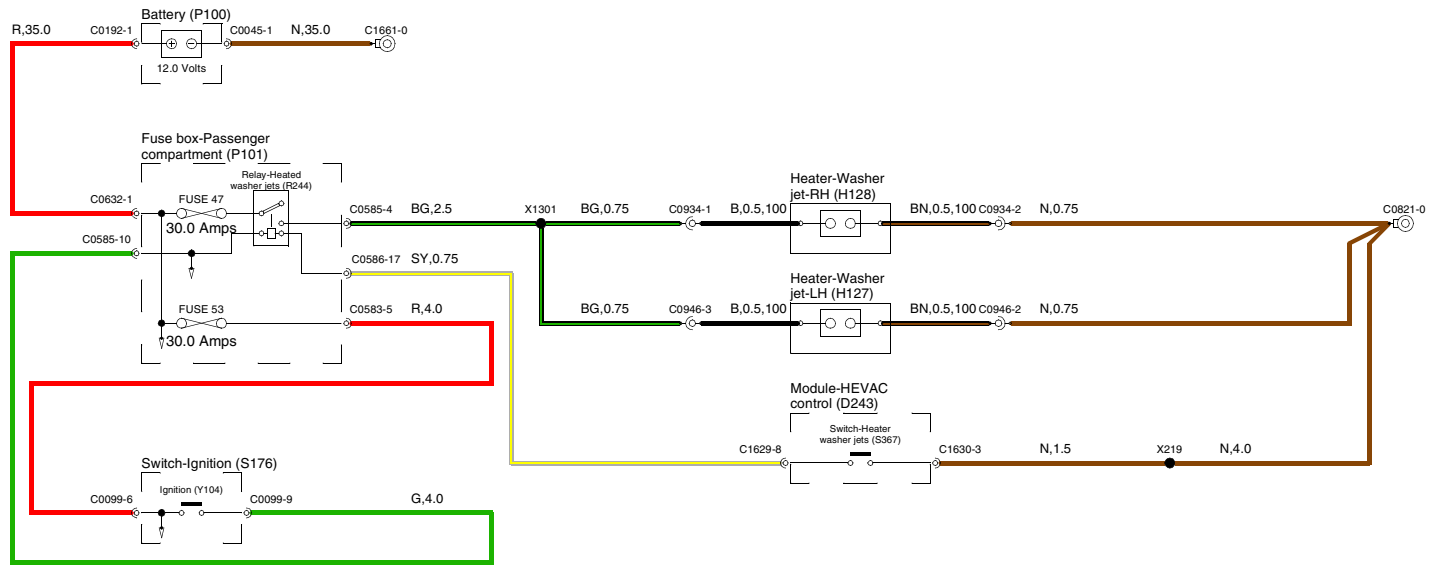 Battery (P100)
R,35.0
C0192-1
C0045-1
N,35.0
C1661-0
12.0 Volts
Fuse box-Passenger
compartment (P101)
Relay-Heated
washer jets (R244)
C0632-1
FUSE 47
30.0 Amps
C0585-4
BG,2.5
X1301
BG,0.75
C0934-1
B,0.5,100
Heater-Washer
jet-RH (H128)
BN,0.5,100
C0934-2
N,0.75
C0821-0
C0585-10
C0586-17
SY,0.75
Heater-Washer
jet-LH (H127)
FUSE 53
30.0 Amps
C0583-5
R,4.0
BG,0.75
C0946-3
B,0.5,100
BN,0.5,100
C0946-2
N,0.75
Module-HEVAC
control (D243)
Switch-Heater
washer jets (S367)
C1629-8
C1630-3
N,1.5
X219
N,4.0
Switch-Ignition (S176)
Ignition (Y104)
C0099-6
C0099-9
G,4.0